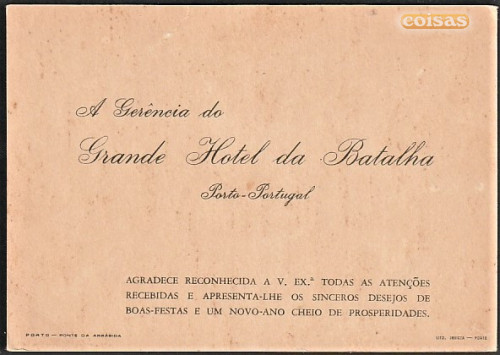 coisas
A Gerência do
Grande Hotel da Batalha
Porto-Portugal
AGRADECE RECONHECIDA A V. EX.ª TODAS AS ATENÇÕES
RECEBIDAS E APRESENTA-LHE OS SINCEROS DESEJOS DE
BOAS-FESTAS E UM NOVO-ANO CHEIO DE PROSPERIDADES.
PORTO — PONTE DA ARRÁBIDA